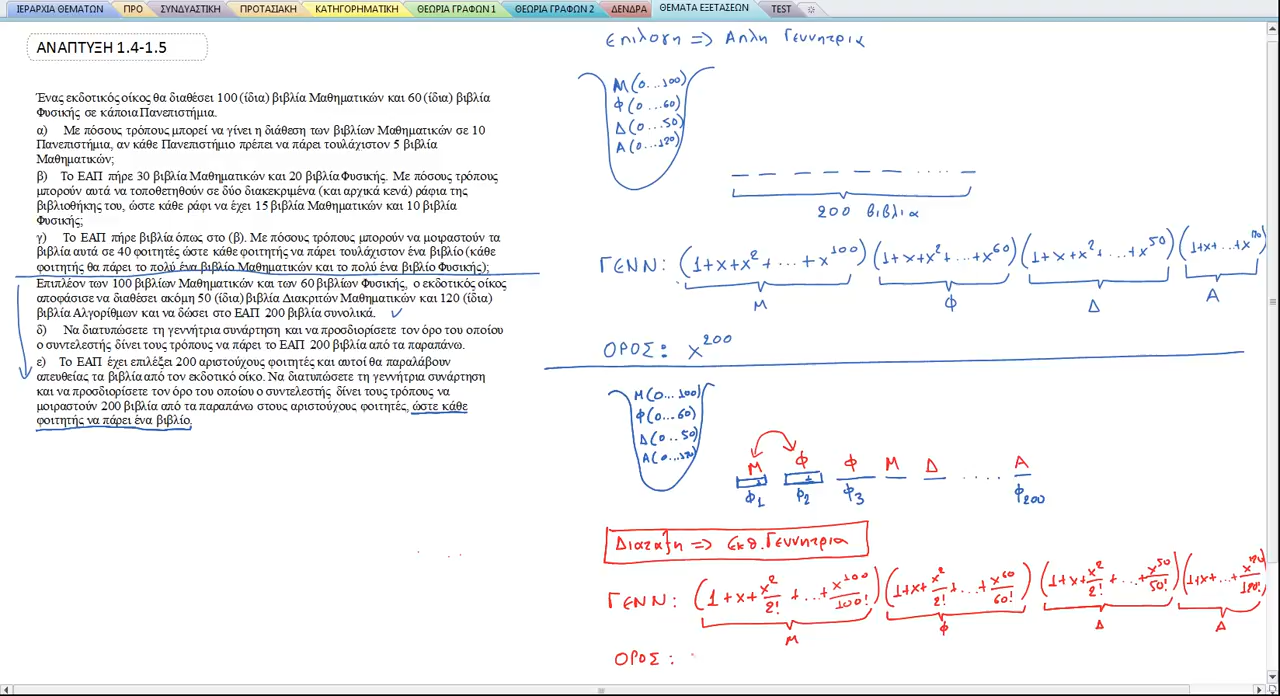 ΙΕΡΑΡΧΙΑ ΘΕΜΑΤΩΝ ΠΡΟ ΣΥΝΔΥΑΣΤΙΚΗ ΠΡΟΤΑΣΙΑΚΗ ΚΑΤΗΓΟΡΗΜΑΤΙΚΗ ΘΕΩΡΙΑ ΓΡΑΦΩΝ 1 ΘΕΩΡΙΑ ΓΡΑΦΩΝ 2 ΔΕΝΔΡΑ ΘΕΜΑΤΑ ΕΞΕΤΑΣΕΩΝ TEST
ΑΝΑΠΤΥΞΗ 1.4-1.5
Ένας εκδοτικός οίκος θα διαθέσει 100 (ίδια) βιβλία Μαθηματικών και 60 (ίδια) βιβλία
Φυσικής σε κάποια Πανεπιστήμια.
α) Με πόσους τρόπους μπορεί να γίνει η διάθεση των βιβλίων Μαθηματικών σε 10
Πανεπιστήμια, αν κάθε Πανεπιστήμιο πρέπει να πάρει τουλάχιστον 5 βιβλία
Μαθηματικών;
β) Το ΕΑΠ πήρε 30 βιβλία Μαθηματικών και 20 βιβλία Φυσικής. Με πόσους τρόπους
μπορούν αυτά να τοποθετηθούν σε δύο διακεκριμένα (και αρχικά κενά) ράφια της
βιβλιοθήκης του, ώστε κάθε ράφι να έχει 15 βιβλία Μαθηματικών και 10 βιβλία
Φυσικής;
γ) Το ΕΑΠ πήρε βιβλία όπως στο (β). Με πόσους τρόπους μπορούν να μοιραστούν τα
βιβλία αυτά σε 40 φοιτητές ώστε κάθε φοιτητής να πάρει τουλάχιστον ένα βιβλίο (κάθε
φοιτητής θα πάρει το πολύ ένα βιβλίο Μαθηματικών και το πολύ ένα βιβλίο Φυσικής);
Επιπλέον των 100 βιβλίων Μαθηματικών και των 60 βιβλίων Φυσικής, ο εκδοτικός οίκος
αποφάσισε να διαθέσει ακόμη 50 (ίδια) βιβλία Διακριτών Μαθηματικών και 120 (ίδια)
βιβλία Αλγορίθμων και να δώσει στο ΕΑΠ 200 βιβλία συνολικά.
δ) Να διατυπώσετε τη γεννήτρια συνάρτηση και να προσδιορίσετε τον όρο του οποίου
ο συντελεστής δίνει τους τρόπους να πάρει το ΕΑΠ 200 βιβλία από τα παραπάνω.
ε) Το ΕΑΠ έχει επιλέξει 200 αριστούχους φοιτητές και αυτοί θα παραλάβουν
απευθείας τα βιβλία από τον εκδοτικό οίκο. Να διατυπώσετε τη γεννήτρια συνάρτηση
και να προσδιορίσετε τον όρο του οποίου ο συντελεστής δίνει τους τρόπους να
μοιραστούν 200 βιβλία από τα παραπάνω στους αριστούχους φοιτητές, ώστε κάθε
φοιτητής να πάρει ένα βιβλίο.
Επιλογη => Απλη Γεννητρια
Μ(0...100)
Φ(0...60)
Δ(0...50)
Α(0...120)
200 βιβλια
ΓΕΝΝ: (1+x+x²+...+x¹⁰⁰)(1+x+x²+...+x⁶⁰)(1+x+x²+...+x⁵⁰)(1+x+...+x¹²⁰)
Μ Φ Δ Α
ΟΡΟΣ: x²⁰⁰
Μ(0...100)
Φ(0...60)
Δ(0...50)
Α(0...120)
Μ Φ Φ Μ Δ .... Α
Φ₁ Φ₂ Φ₃ Φ₂₀₀
Διαταξη => Εκθ. Γεννητρια
ΓΕΝΝ: (1+x+x²/2!+...+x¹⁰⁰/100!)(1+x+x²/2!+...+x⁶⁰/60!)(1+x+x²/2!+...+x⁵⁰/50!)(1+x+...+x¹²⁰/120!)
Μ Φ Δ Α
ΟΡΟΣ: